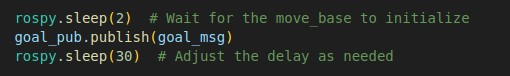 rospy.sleep(2)  # Wait for the move_base to initialize
goal_pub.publish(goal_msg)
rospy.sleep(30)  # Adjust the delay as needed